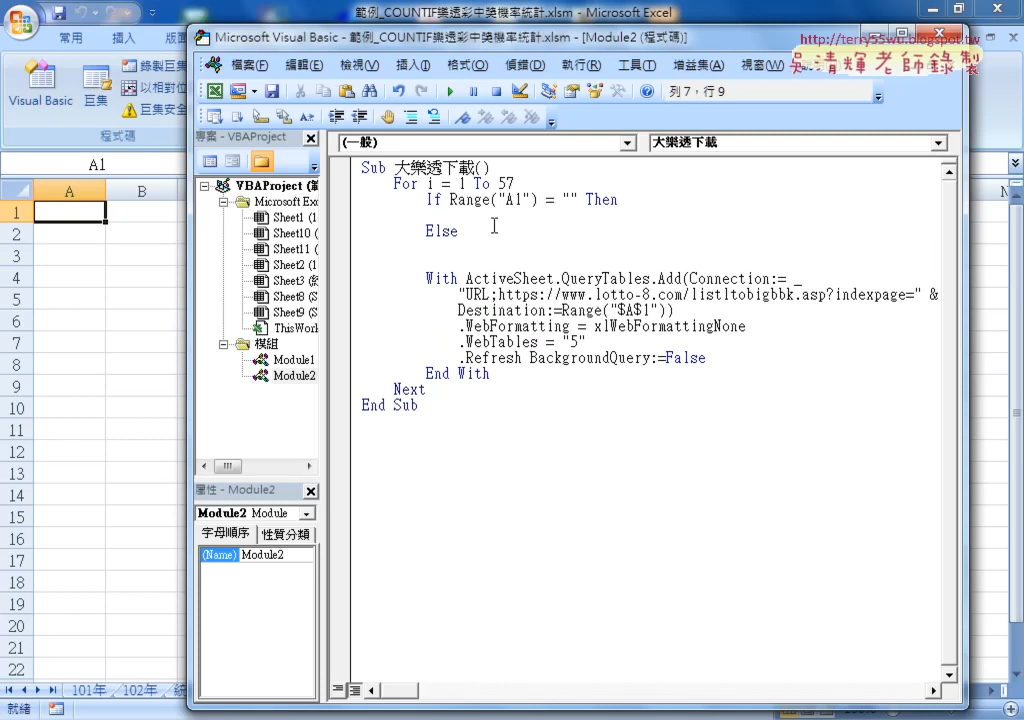 範例_COUNTIF樂透彩中獎機率統計.xlsm - Microsoft Excel
常用 插入 版面
Visual Basic 巨集
錄製巨集
以相對位
巨集安全
程式碼
http://terry55wu.blogspot.tw
吳清輝老師錄製
Microsoft Visual Basic - 範例_COUNTIF樂透彩中獎機率統計.xlsm - [Module2 (程式碼)]
檔案(F) 編輯(E) 檢視(V) 插入(I) 格式(O) 偵錯(D) 執行(R) 工具(T) 增益集(A) 視窗(W)
列 7，行 9
專案 - VBAProject
VBAProject (範
Microsoft Exc
Sheet1 (1
Sheet10 (
Sheet11 (
Sheet2 (1
Sheet3 (統
Sheet8 (S
Sheet9 (S
ThisWork
模組
Module1
Module2
屬性 - Module2
Module2 Module
字母順序 性質分類
(Name) Module2
(一般) 大樂透下載
Sub 大樂透下載()
For i = 1 To 57
If Range("A1") = "" Then
Else
With ActiveSheet.QueryTables.Add(Connection:= _
"URL;https://www.lotto-8.com/listltobigbbk.asp?indexpage=" &
Destination:=Range("$A$1"))
.WebFormatting = xlWebFormattingNone
.WebTables = "5"
.Refresh BackgroundQuery:=False
End With
Next
End Sub
A1
A B N
1
2
3
4
5
6
7
8
9
10
11
12
13
14
15
16
17
18
19
20
21
22
101年 102年 統
就緒